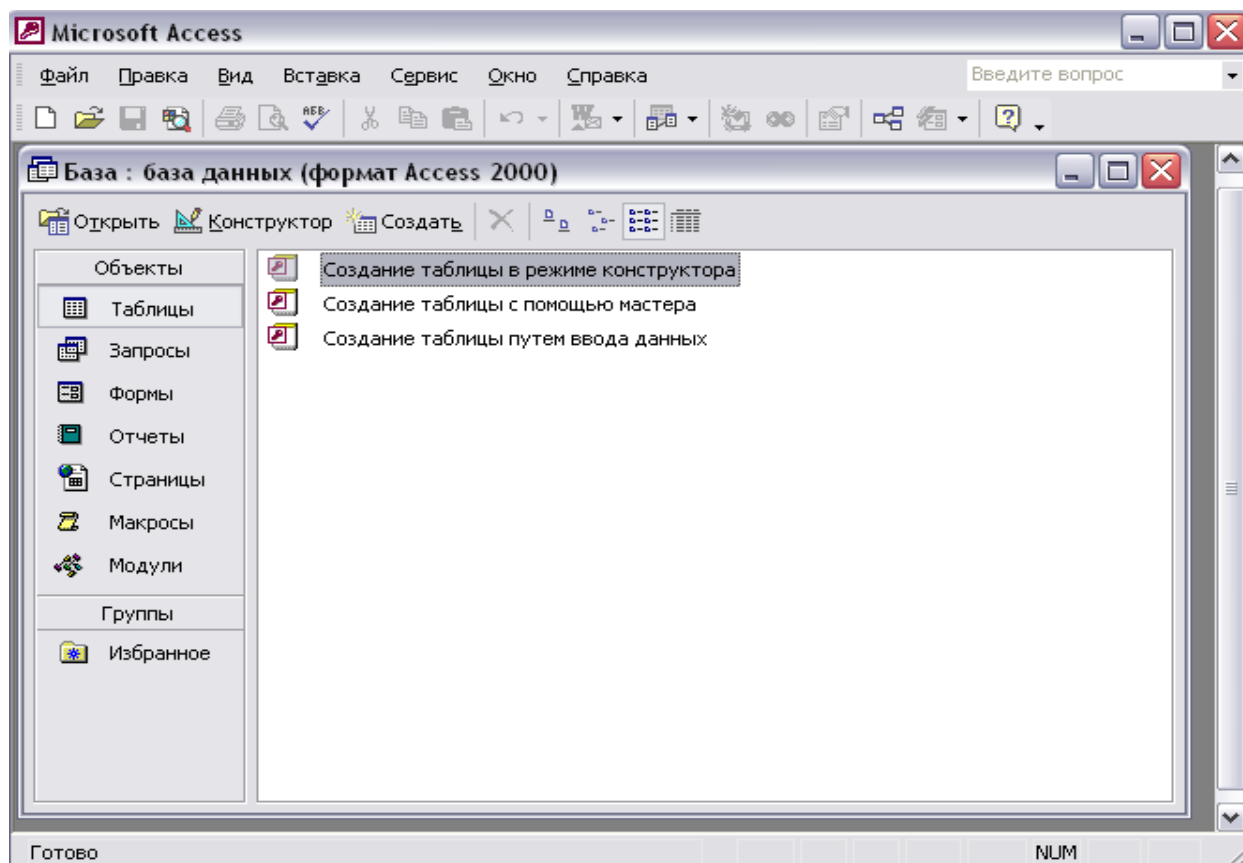 Microsoft Access
Файл Правка Вид Вставка Сервис Окно Справка Введите вопрос
База : база данных (формат Access 2000)
Открыть Конструктор Создать
Объекты
Таблицы
Запросы
Формы
Отчеты
Страницы
Макросы
Модули
Группы
Избранное
Создание таблицы в режиме конструктора
Создание таблицы с помощью мастера
Создание таблицы путем ввода данных
Готово NUM